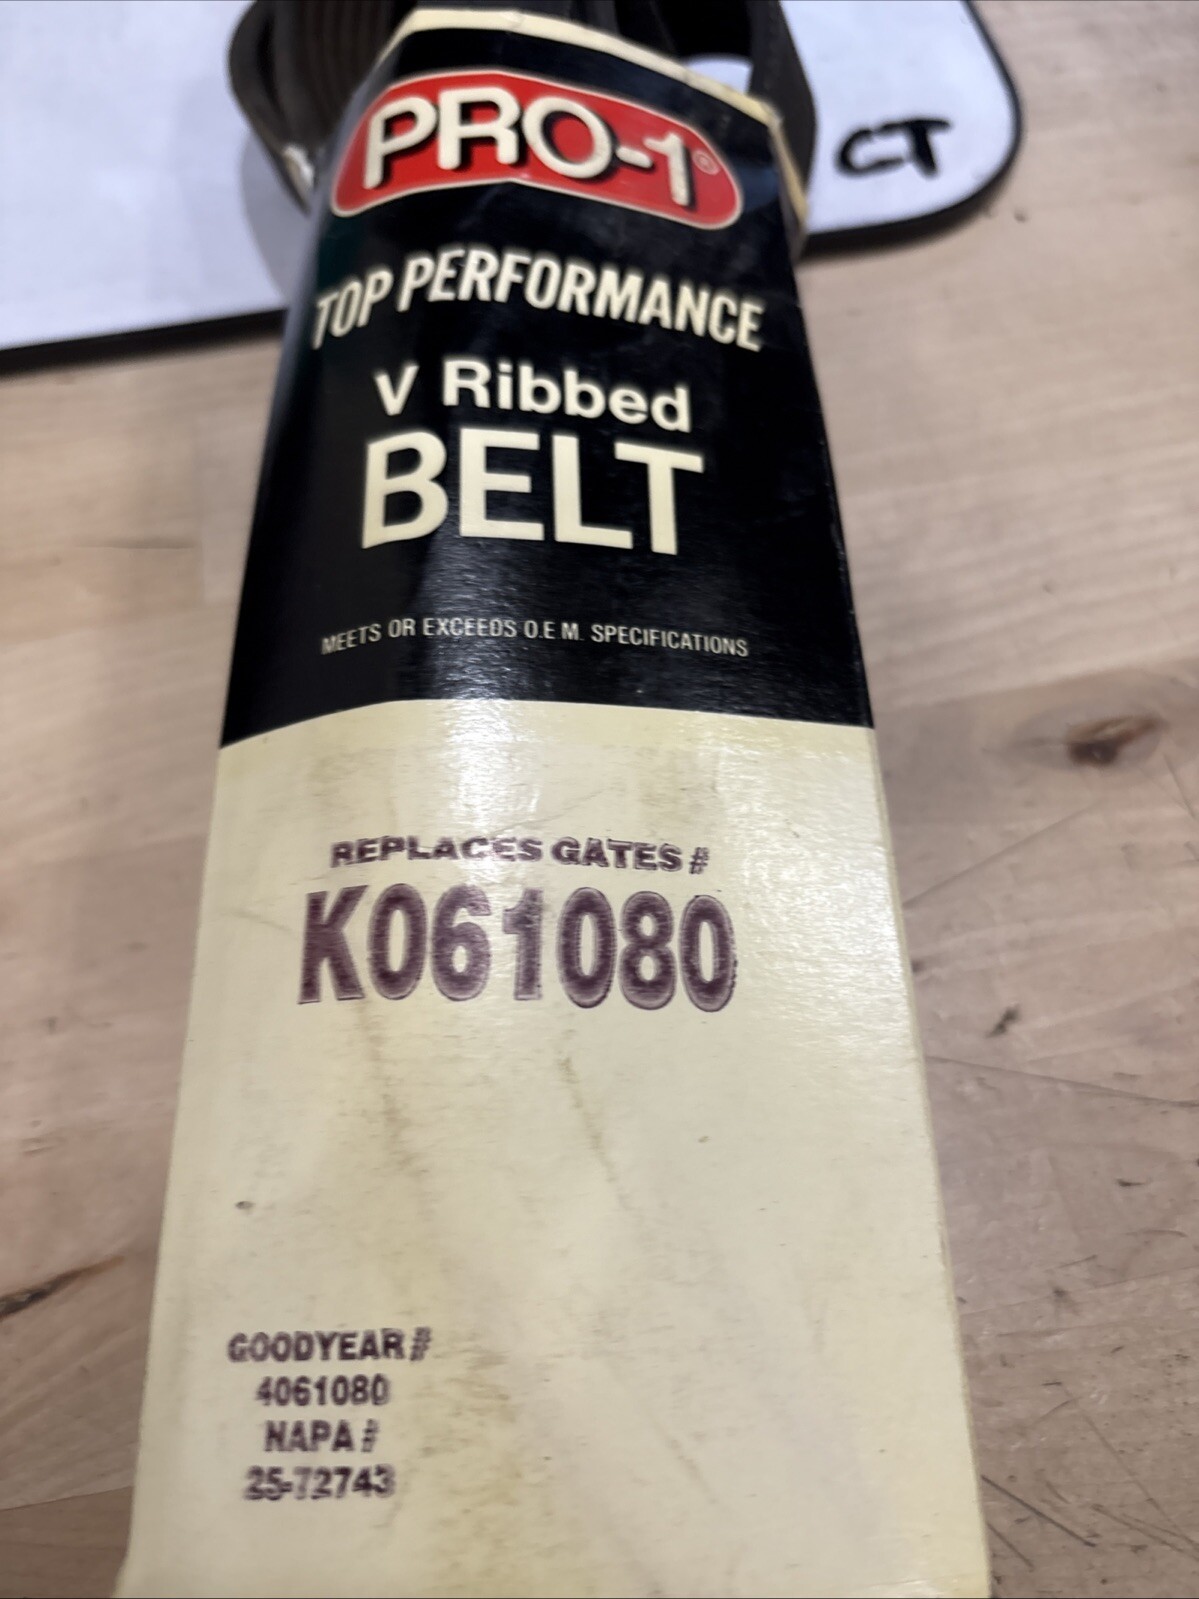 PRO-1®
CT
TOP PERFORMANCE
V Ribbed
BELT
MEETS OR EXCEEDS O.E.M. SPECIFICATIONS
REPLACES GATES #
K061080
GOODYEAR #
4061080
NAPA #
25-72743